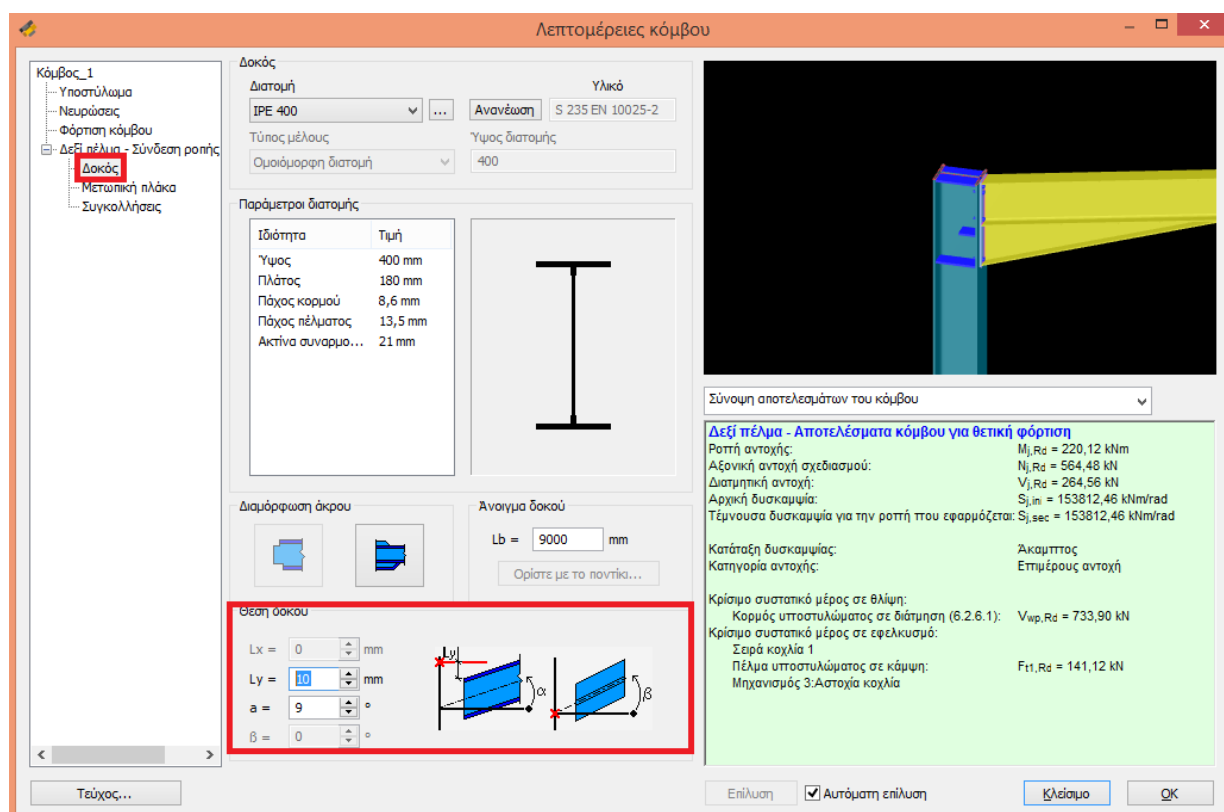 Λεπτομέρειες κόμβου
Κόμβος_1
Υποστύλωμα
Νευρώσεις
Φόρτιση κόμβου
Δεξί πέλμα - Σύνδεση ροπής
Δοκός
Μετωπική πλάκα
Συγκολλήσεις
Δοκός
Διατομή
Υλικό
IPE 400
...
Ανανέωση
S 235 EN 10025-2
Τύπος μέλους
Ύψος διατομής
Ομοιόμορφη διατομή
400
Παράμετροι διατομής
Ιδιότητα Τιμή
Ύψος 400 mm
Πλάτος 180 mm
Πάχος κορμού 8,6 mm
Πάχος πέλματος 13,5 mm
Ακτίνα συναρμο... 21 mm
Διαμόρφωση άκρου
Άνοιγμα δοκού
Lb = 9000 mm
Ορίστε με το ποντίκι...
Θέση δοκού
Lx = 0 mm
Ly = 10 mm
a = 9 °
β = 0 °
Ly
α
β
Σύνοψη αποτελεσμάτων του κόμβου
Δεξί πέλμα - Αποτελέσματα κόμβου για θετική φόρτιση
Ροπή αντοχής: Mj,Rd = 220,12 kNm
Αξονική αντοχή σχεδιασμού: Nj,Rd = 564,48 kN
Διατμητική αντοχή: Vj,Rd = 264,56 kN
Αρχική δυσκαμψία: Sj,ini = 153812,46 kNm/rad
Τέμνουσα δυσκαμψία για την ροπή που εφαρμόζεται: Sj,sec = 153812,46 kNm/rad
Κατάταξη δυσκαμψίας: Άκαμπτος
Κατηγορία αντοχής: Επιμέρους αντοχή
Κρίσιμο συστατικό μέρος σε θλίψη:
Κορμός υποστυλώματος σε διάτμηση (6.2.6.1): Vwp,Rd = 733,90 kN
Κρίσιμο συστατικό μέρος σε εφελκυσμό:
Σειρά κοχλία 1
Πέλμα υποστυλώματος σε κάμψη: Ft1,Rd = 141,12 kN
Μηχανισμός 3:Αστοχία κοχλία
Τεύχος...
Επίλυση
Αυτόματη επίλυση
Κλείσιμο
OK